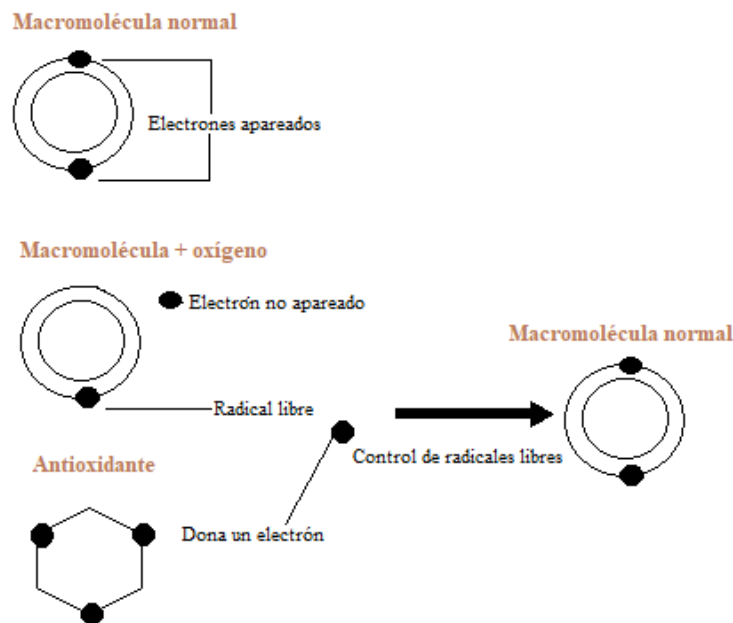 Macromolécula normal
Electrones apareados
Macromolécula + oxígeno
Electrón no apareado
Macromolécula normal
Radical libre
Control de radicales libres
Antioxidante
Dona un electrón